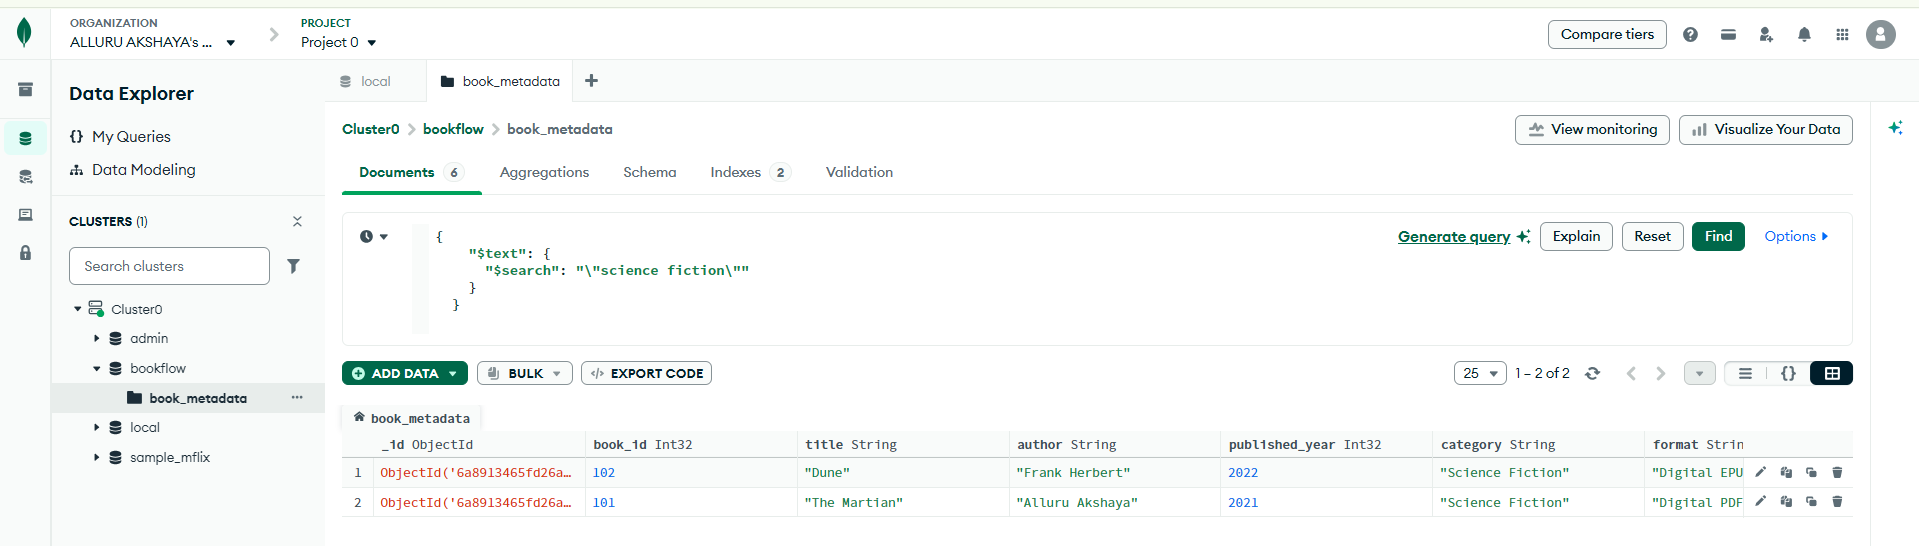 ORGANIZATION
ALLURU AKSHAYA's ...
PROJECT
Project 0
Compare tiers
Data Explorer
My Queries
Data Modeling
CLUSTERS (1)
Search clusters
Cluster0
admin
bookflow
book_metadata
local
sample_mflix
local
book_metadata
Cluster0 > bookflow > book_metadata
View monitoring
Visualize Your Data
Documents 6
Aggregations
Schema
Indexes 2
Validation
{
"$text": {
"$search": "\"science fiction\""
}
}
Generate query
Explain
Reset
Find
Options
ADD DATA
BULK
EXPORT CODE
25
1 – 2 of 2
book_metadata
_id ObjectId book_id Int32 title String author String published_year Int32 category String format Strin
1 ObjectId('6a8913465fd26a... 102 "Dune" "Frank Herbert" 2022 "Science Fiction" "Digital EPU
2 ObjectId('6a8913465fd26a... 101 "The Martian" "Alluru Akshaya" 2021 "Science Fiction" "Digital PDF